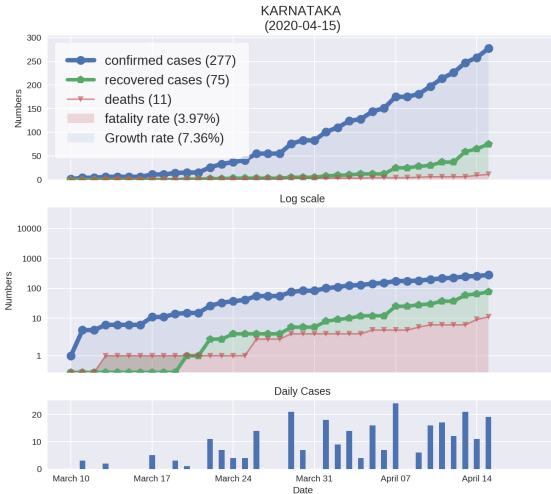 KARNATAKA
(2020-04-15)
300
250
200
150
100
50
0
Numbers
confirmed cases (277)
recovered cases (75)
deaths (11)
fatality rate (3.97%)
Growth rate (7.36%)
Log scale
10000
1000
100
10
1
Numbers
Daily Cases
20
10
0
March 10 March 17 March 24 March 31 April 07 April 14
Date